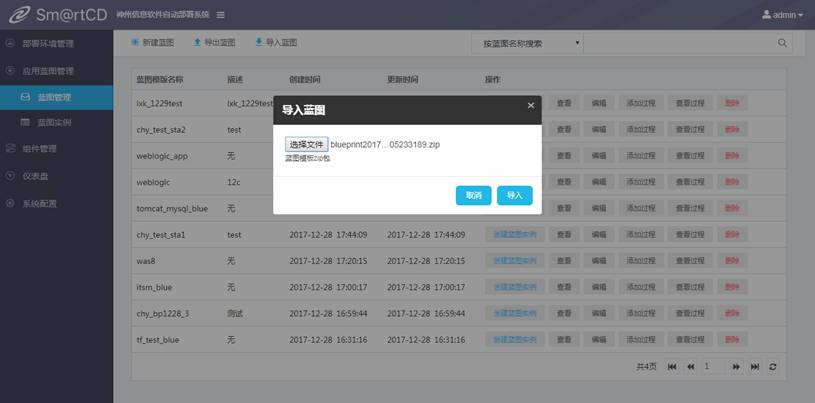 Sm@rtCD 神州信息软件自动部署系统 admin
部署环境管理
应用蓝图管理
蓝图管理
蓝图实例
组件管理
仪表盘
系统配置
新建蓝图 导出蓝图 导入蓝图 按蓝图名称搜索
蓝图模版名称 描述 创建时间 更新时间 操作
lxk_1229test lxk_1229test 查看 编辑 添加过程 查看过程 删除
chy_test_sta2 test 查看 编辑 添加过程 查看过程 删除
weblogic_app 无 查看 编辑 添加过程 查看过程 删除
weblogic 12c 查看 编辑 添加过程 查看过程 删除
tomcat_mysql_blue 无 查看 编辑 添加过程 查看过程 删除
chy_test_sta1 test 2017-12-28 17:44:09 2017-12-28 17:44:09 创建蓝图实例 查看 编辑 添加过程 查看过程 删除
was8 无 2017-12-28 17:20:15 2017-12-28 17:20:15 创建蓝图实例 查看 编辑 添加过程 查看过程 删除
itsm_blue 无 2017-12-28 17:00:17 2017-12-28 17:00:17 创建蓝图实例 查看 编辑 添加过程 查看过程 删除
chy_bp1228_3 测试 2017-12-28 16:59:44 2017-12-28 16:59:44 创建蓝图实例 查看 编辑 添加过程 查看过程 删除
tf_test_blue 无 2017-12-28 16:31:16 2017-12-28 16:31:16 创建蓝图实例 查看 编辑 添加过程 查看过程 删除
共4页 1
导入蓝图 ×
选择文件 blueprint2017...05233189.zip
蓝图模板zip包
取消 导入